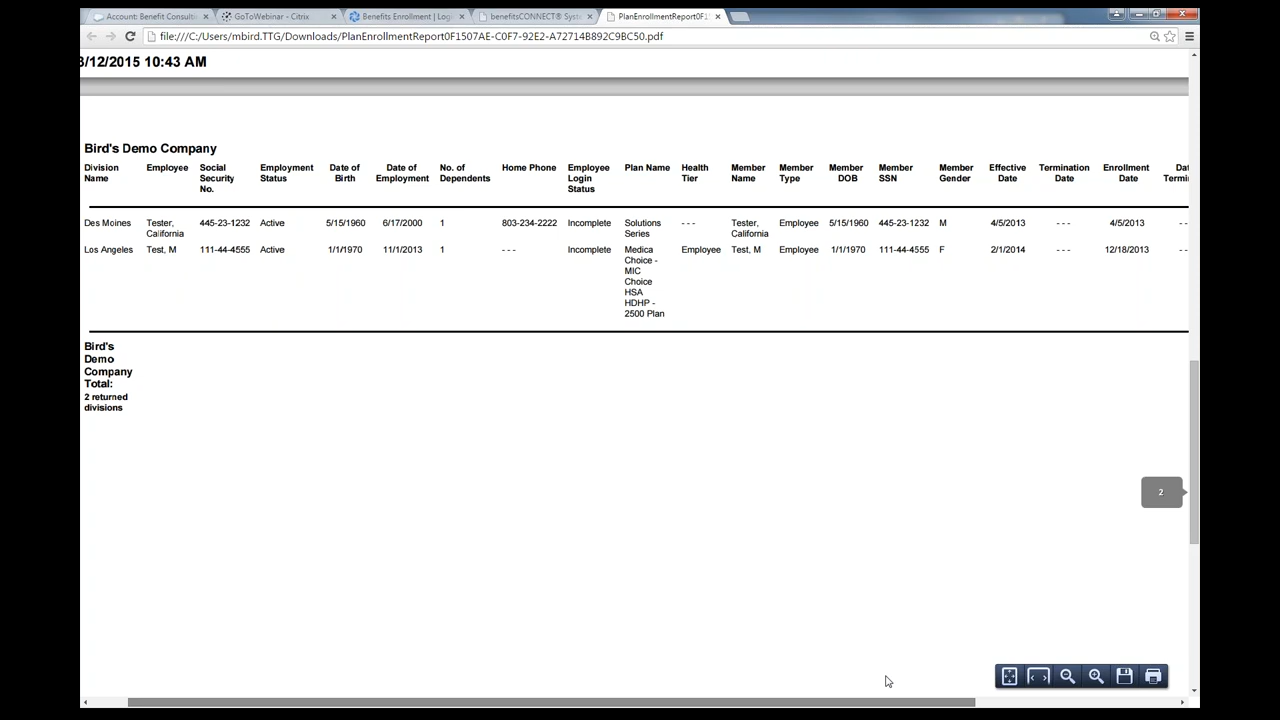 Account: Benefit Consult
GoToWebinar - Citrix
Benefits Enrollment | Logi
benefitsCONNECT® Syst
PlanEnrollmentReport0F1
file:///C:/Users/mbird.TTG/Downloads/PlanEnrollmentReport0F1507AE-C0F7-92E2-A72714B892C9BC50.pdf
3/12/2015 10:43 AM
Bird's Demo Company
Division Employee Social Employment Date of Date of No. of Home Phone Employee Plan Name Health Member Member Member Member Member Effective Termination Enrollment Dat
Name Security Status Birth Employment Dependents Login Tier Name Type DOB SSN Gender Date Date Date Termi
No. Status
Des Moines Tester, 445-23-1232 Active 5/15/1960 6/17/2000 1 803-234-2222 Incomplete Solutions - - - Tester, Employee 5/15/1960 445-23-1232 M 4/5/2013 - - - 4/5/2013 - -
California Series California
Los Angeles Test, M 111-44-4555 Active 1/1/1970 11/1/2013 1 - - - Incomplete Medica Employee Test, M Employee 1/1/1970 111-44-4555 F 2/1/2014 - - - 12/18/2013 - -
Choice -
MIC
Choice
HSA
HDHP -
2500 Plan
Bird's
Demo
Company
Total:
2 returned
divisions
2